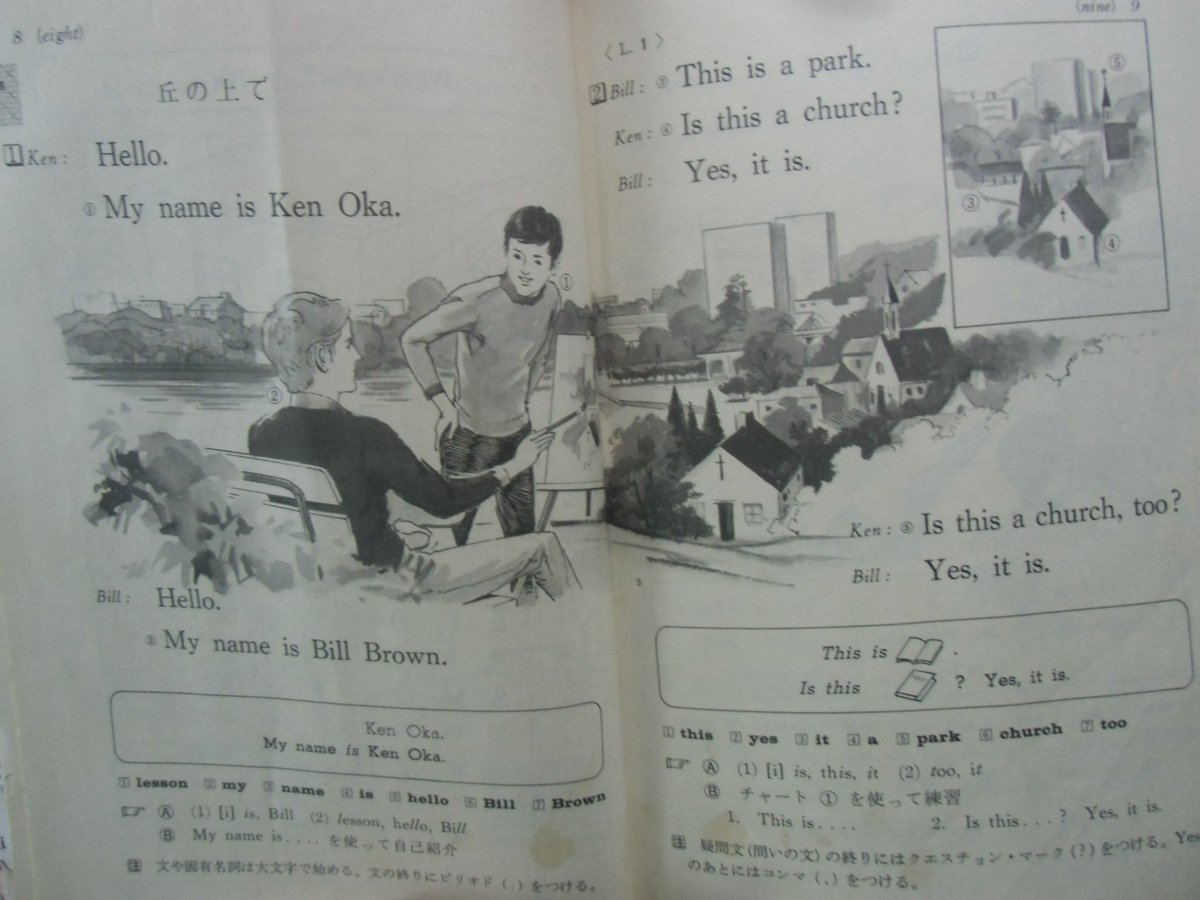 8 (eight)
丘の上で
1 Ken: Hello.
① My name is Ken Oka.
①
②
Bill: Hello.
② My name is Bill Brown.
Ken Oka.
My name is Ken Oka.
1 lesson 2 my 3 name 4 is 5 hello 6 Bill 7 Brown
☞ Ⓐ (1) [i] is, Bill (2) lesson, hello, Bill
Ⓑ My name is.... を使って自己紹介
注 文や固有名詞は大文字で始める。文の終りにピリオド (.) をつける。
(nine) 9
〈L. 1〉
2 Bill: ③ This is a park.
Ken: ④ Is this a church?
Bill: Yes, it is.
⑤
③
④
Ken: ⑤ Is this a church, too?
Bill: Yes, it is.
5
This is .
Is this ? Yes, it is.
1 this 2 yes 3 it 4 a 5 park 6 church 7 too
☞ Ⓐ (1) [i] is, this, it (2) too, it
Ⓑ チャート ① を使って練習
1. This is.... 2. Is this...? Yes, it is.
注 疑問文(問いの文)の終りにはクエスチョン・マーク(?)をつける。Yes
のあとにはコンマ (,) をつける。